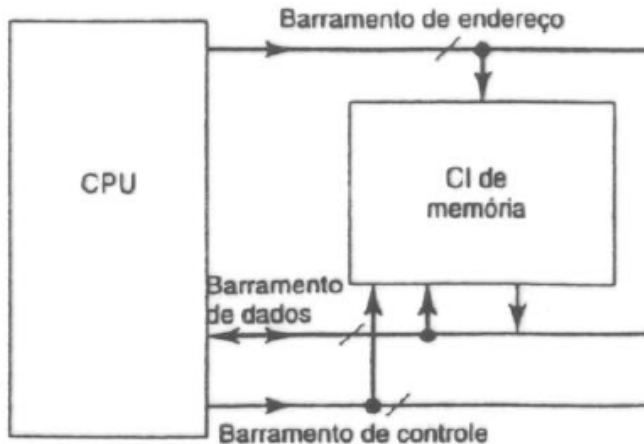 Barramento de endereço
CPU
CI de
memória
Barramento
de dados
Barramento de controle